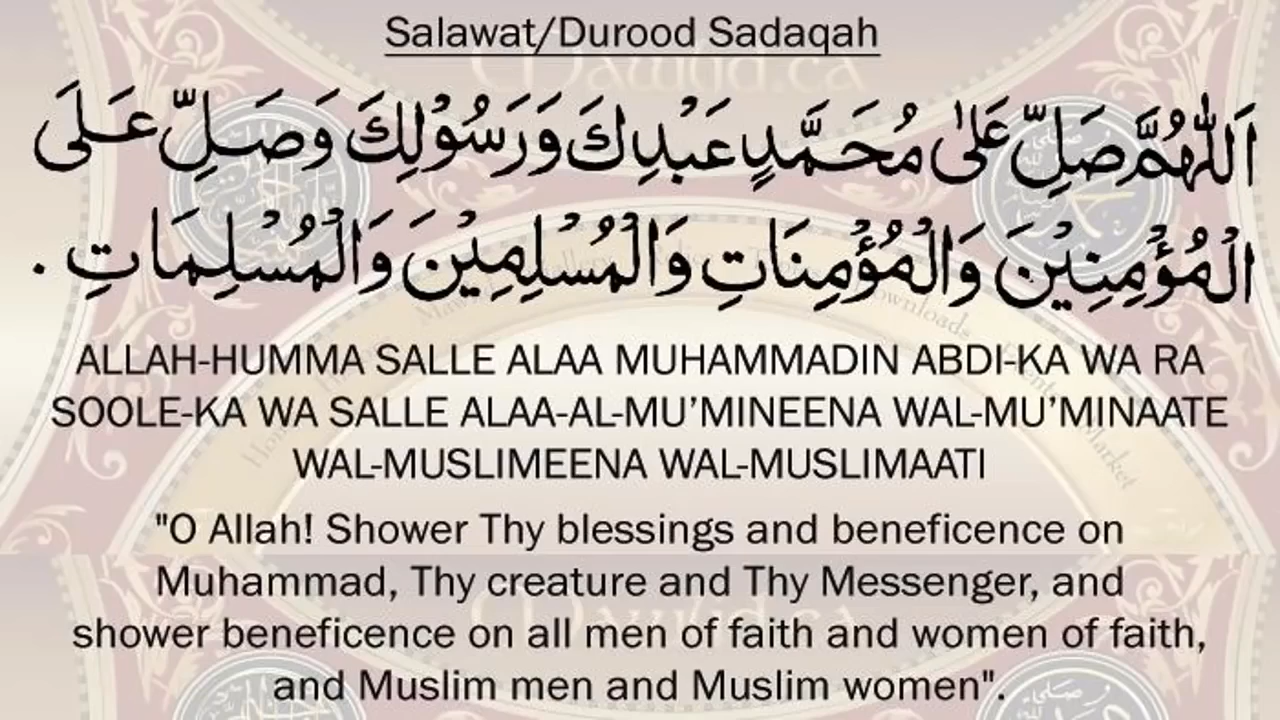 Salawat/Durood Sadaqah
اَللّٰهُمَّ صَلِّ عَلٰی مُحَمَّدٍ عَبْدِكَ وَرَسُوْلِكَ وَصَلِّ عَلَى
الْمُؤْمِنِيْنَ وَالْمُؤْمِنَاتِ وَالْمُسْلِمِيْنَ وَالْمُسْلِمَاتِ .
ALLAH-HUMMA SALLE ALAA MUHAMMADIN ABDI-KA WA RA
SOOLE-KA WA SALLE ALAA-AL-MU’MINEENA WAL-MU’MINAATE
WAL-MUSLIMEENA WAL-MUSLIMAATI
"O Allah! Shower Thy blessings and beneficence on
Muhammad, Thy creature and Thy Messenger, and
shower beneficence on all men of faith and women of faith,
and Muslim men and Muslim women".